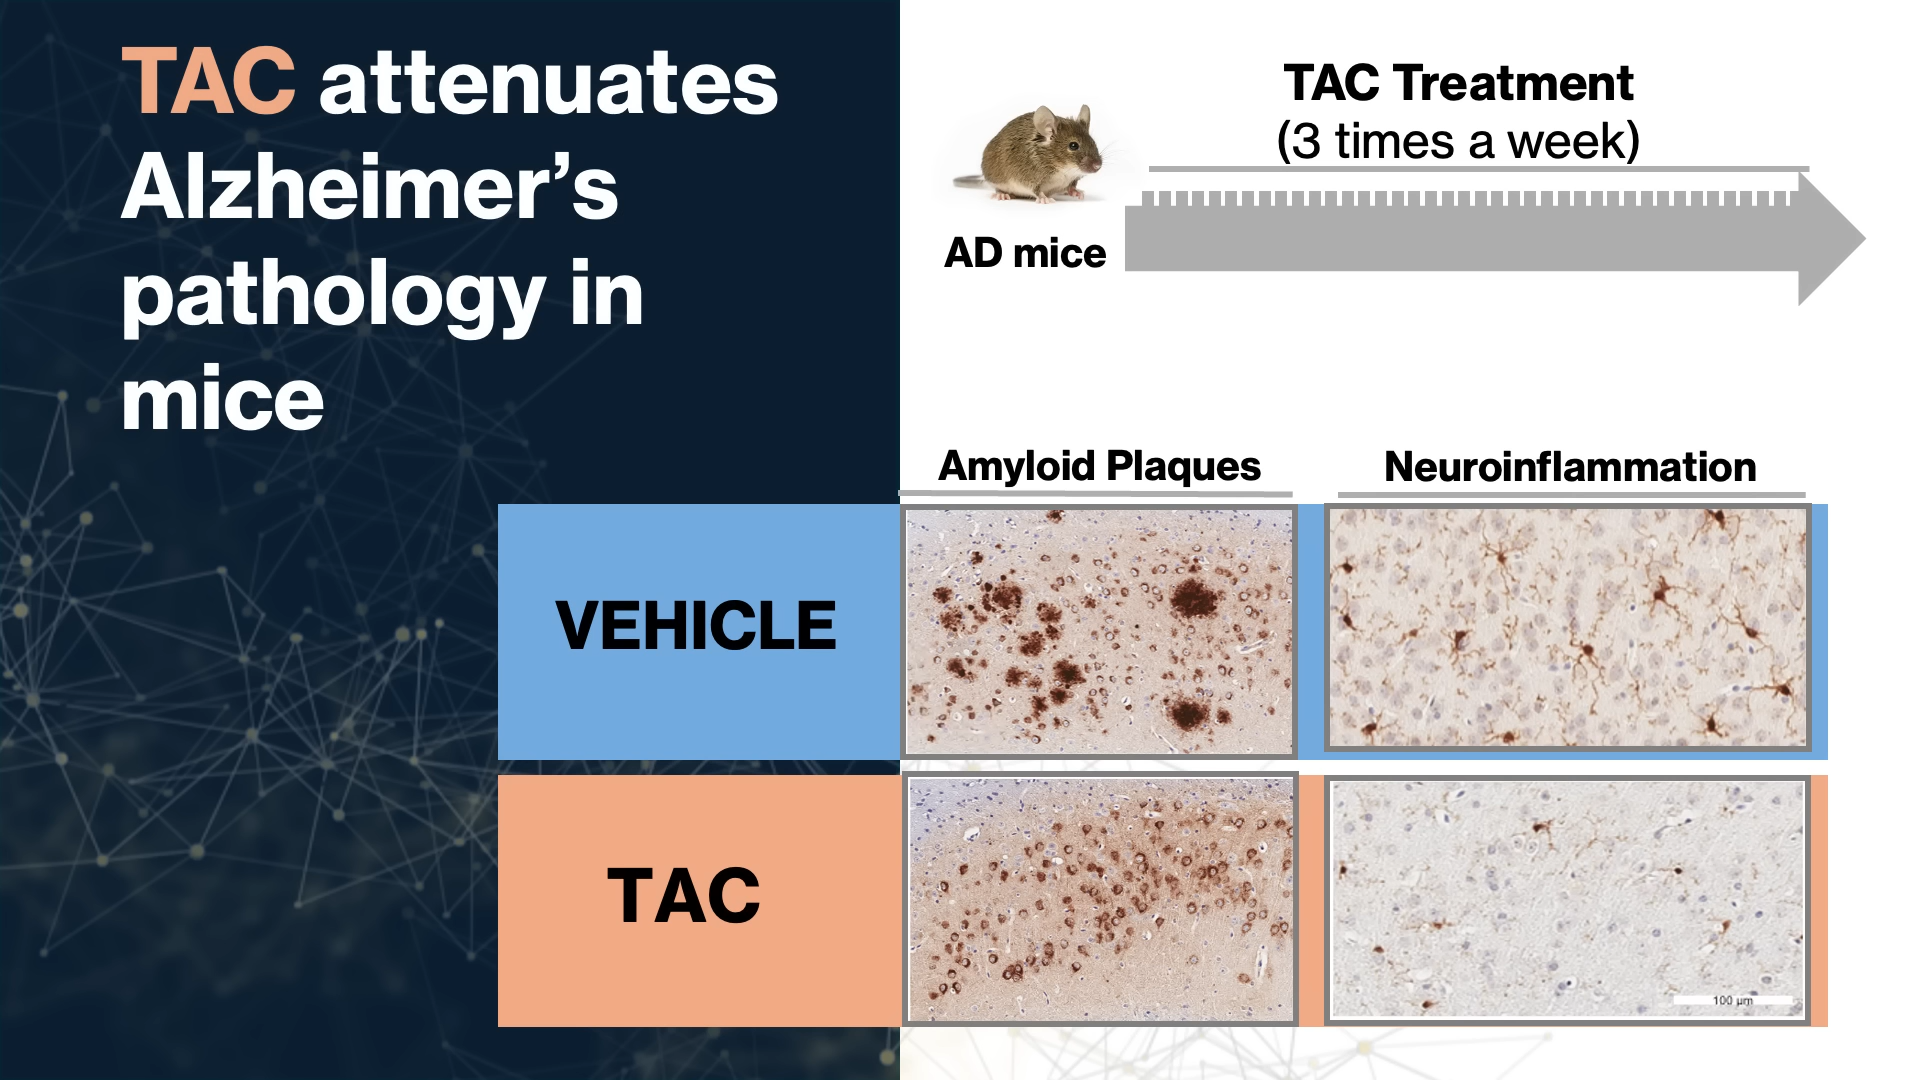 TAC attenuates
Alzheimer’s
pathology in
mice
TAC Treatment
(3 times a week)
AD mice
Amyloid Plaques
Neuroinflammation
VEHICLE
TAC
100 µm